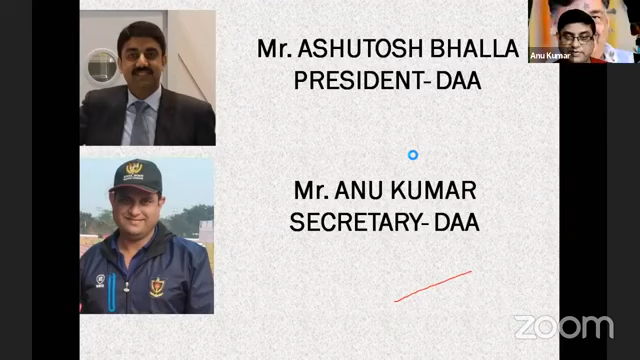 Mr. ASHUTOSH BHALLA
PRESIDENT- DAA
Anu Kumar
Mr. ANU KUMAR
SECRETARY- DAA
zoom